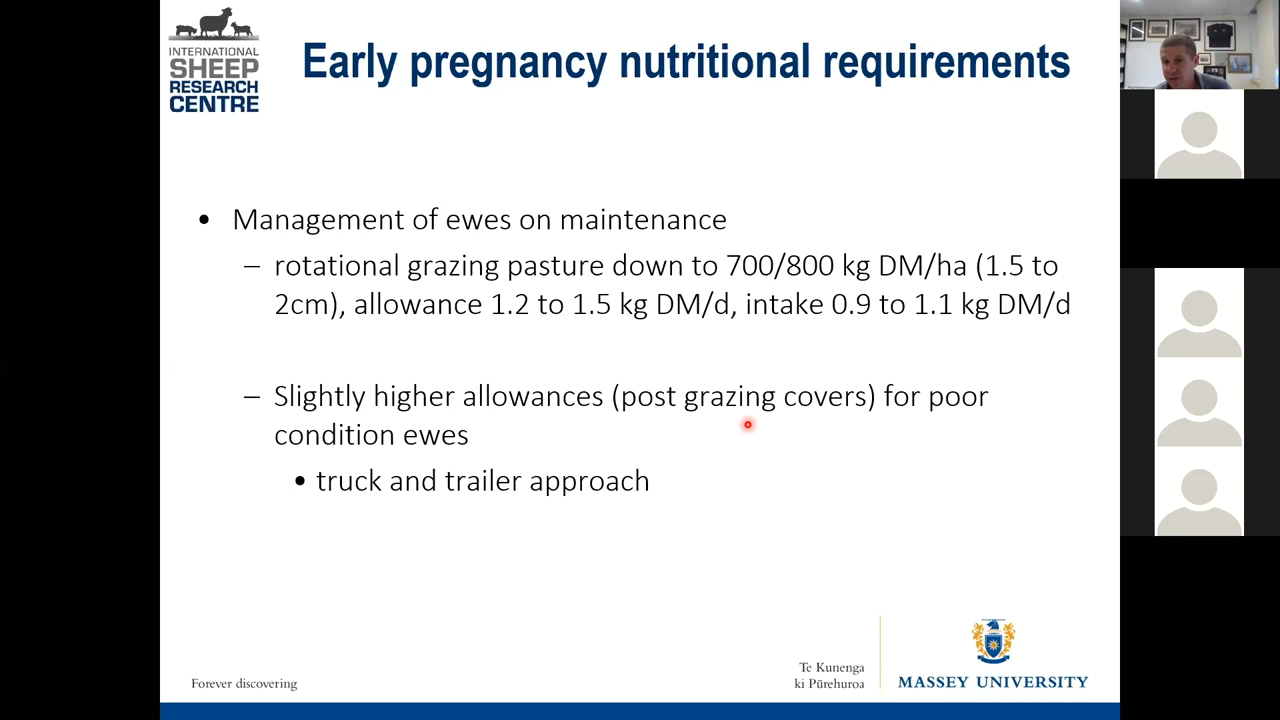 INTERNATIONAL
SHEEP
RESEARCH
CENTRE
Early pregnancy nutritional requirements
• Management of ewes on maintenance
– rotational grazing pasture down to 700/800 kg DM/ha (1.5 to
2cm), allowance 1.2 to 1.5 kg DM/d, intake 0.9 to 1.1 kg DM/d
– Slightly higher allowances (post grazing covers) for poor
condition ewes
• truck and trailer approach
Forever discovering
Te Kunenga
ki Pūrehuroa
MASSEY UNIVERSITY